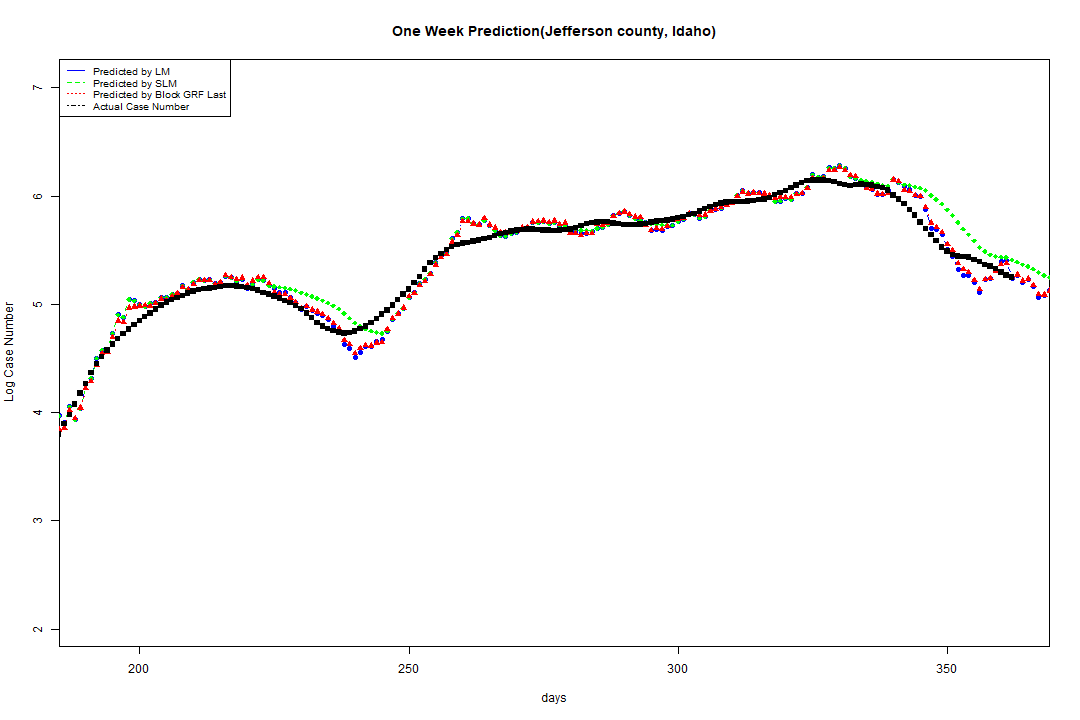 One Week Prediction(Jefferson county, Idaho)
Predicted by LM
Predicted by SLM
Predicted by Block GRF Last
Actual Case Number
7
6
5
4
3
2
Log Case Number
200 250 300 350
days